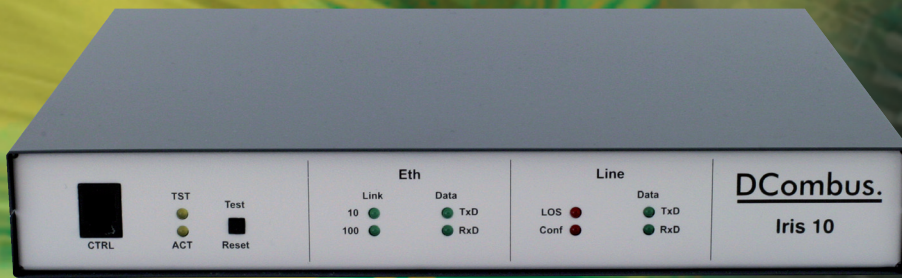 CTRL
TST
ACT
Test
Reset
Eth
Link
Data
10
TxD
100
RxD
Line
Data
LOS
TxD
Conf
RxD
DCombus.
Iris 10